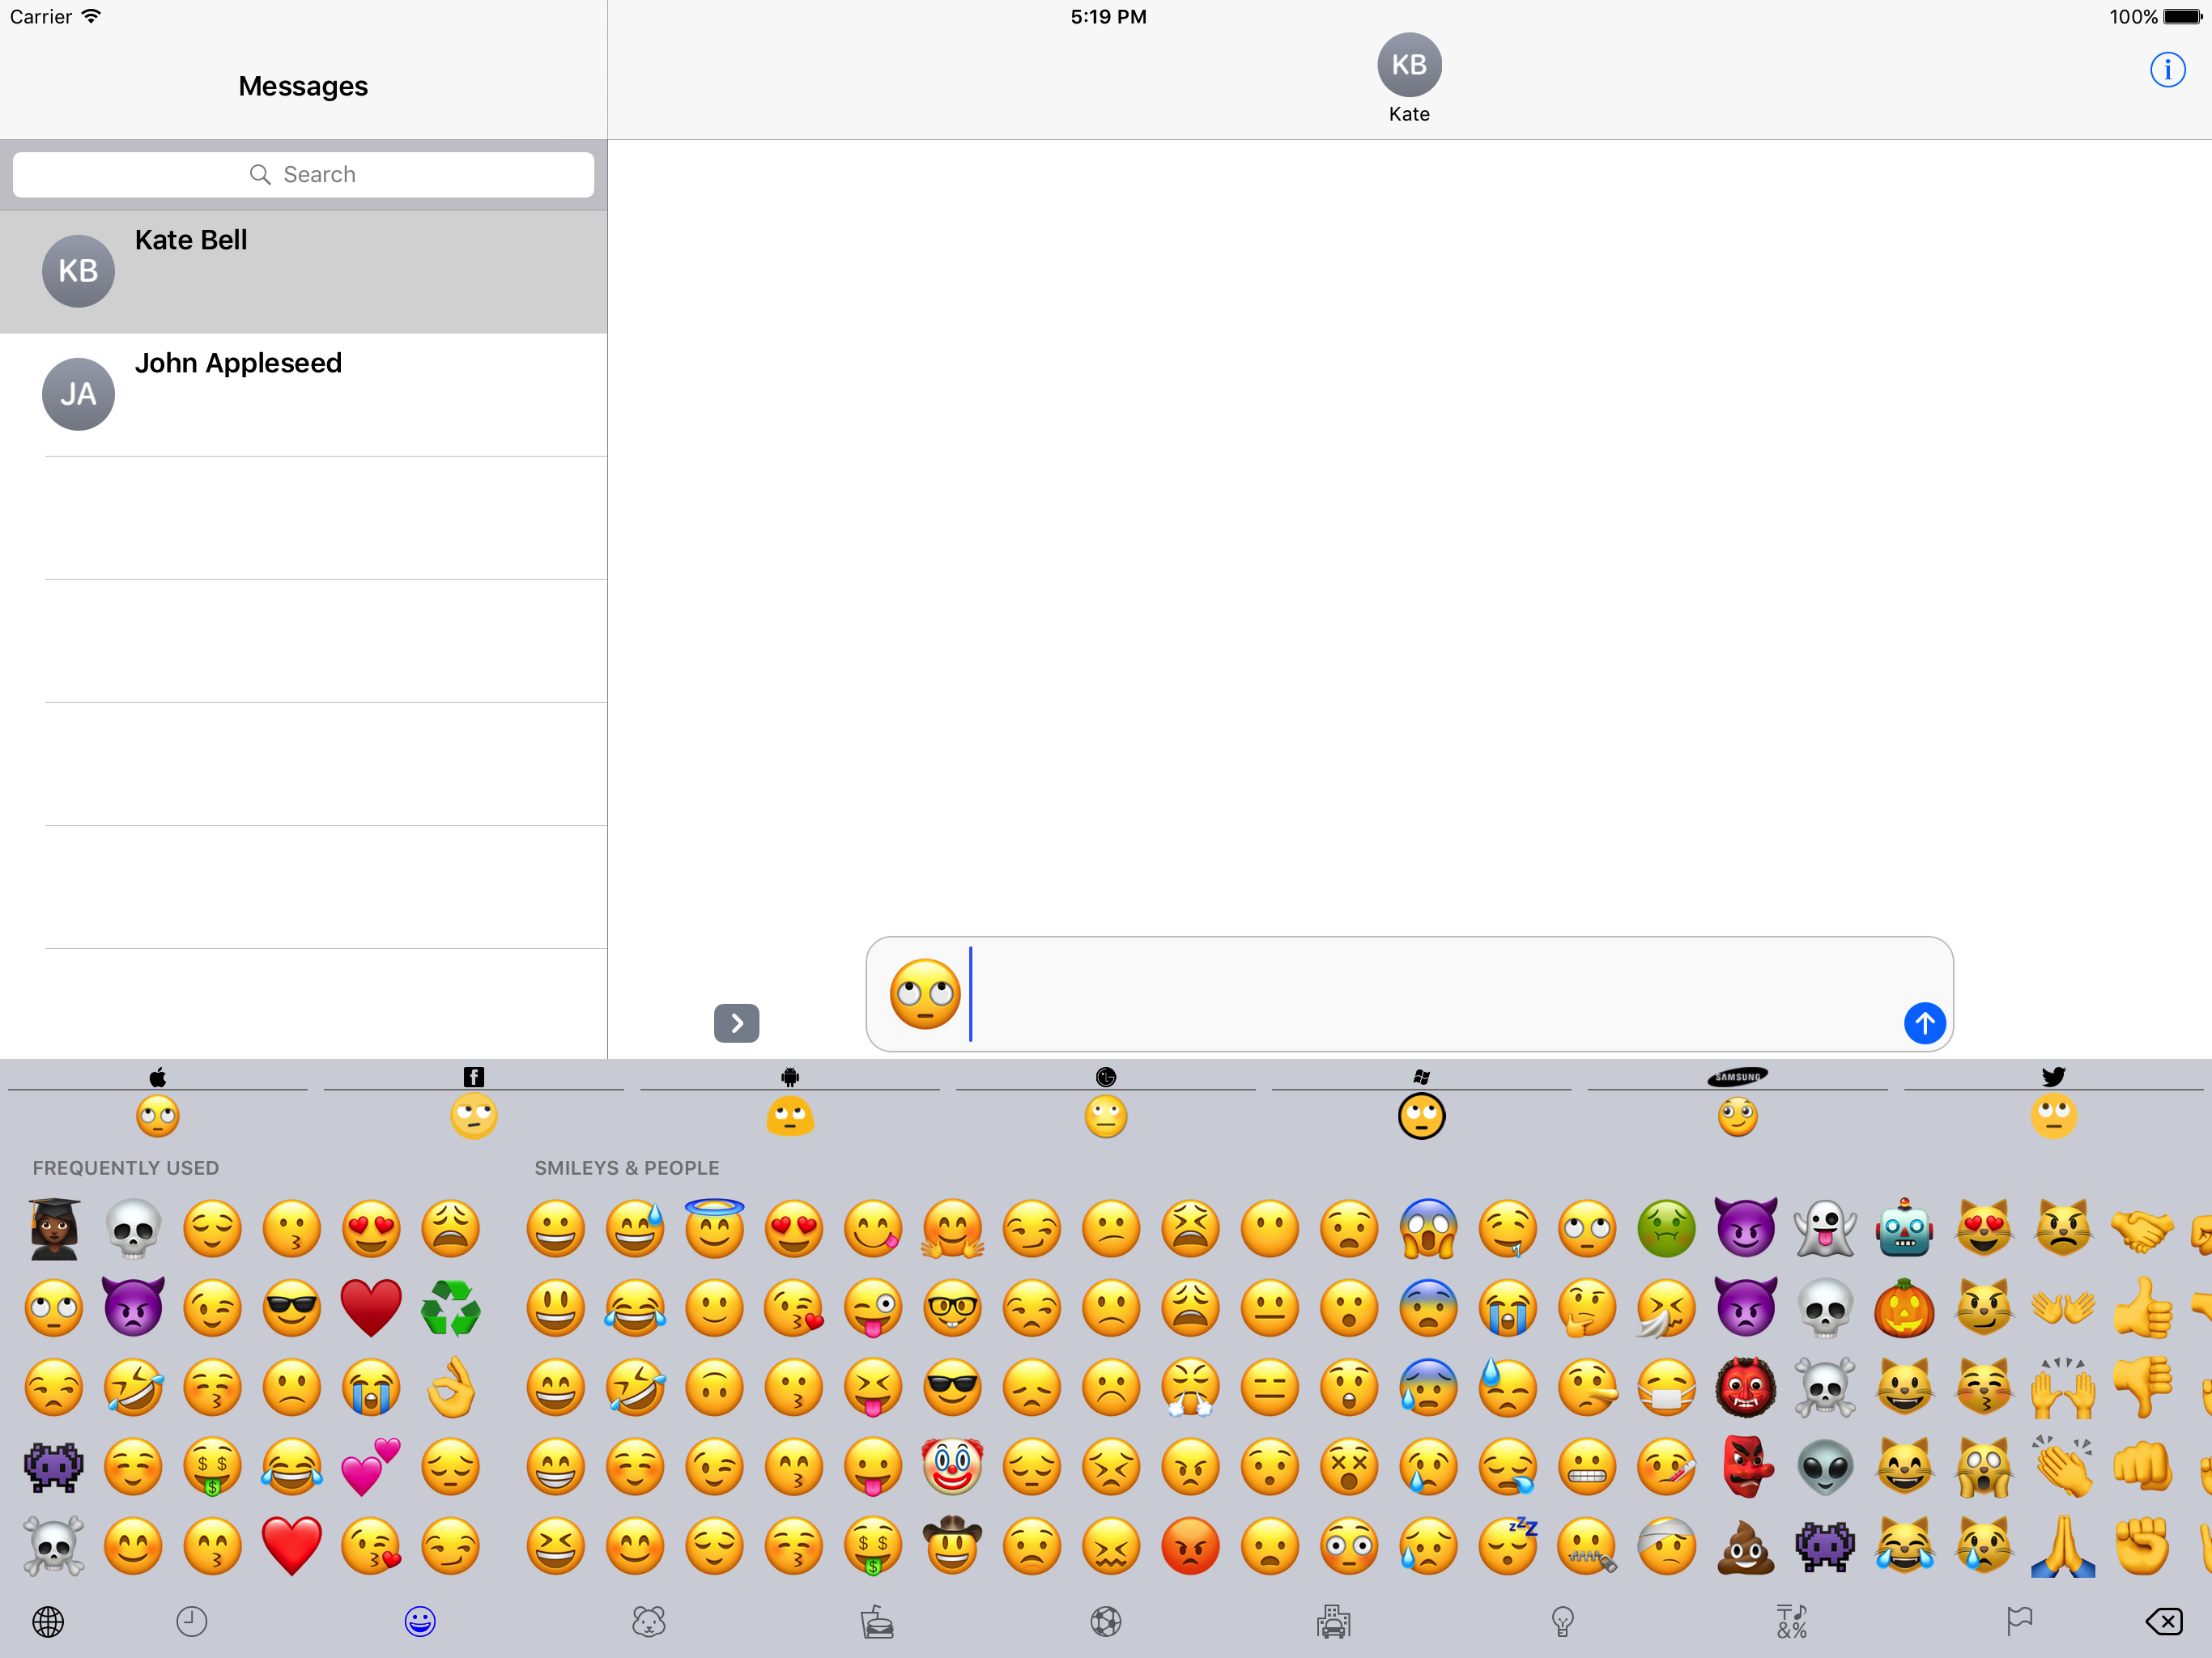 Carrier
5:19 PM
100%
Messages
KB
Kate
Search
KB
Kate Bell
JA
John Appleseed
SAMSUNG
FREQUENTLY USED
SMILEYS & PEOPLE